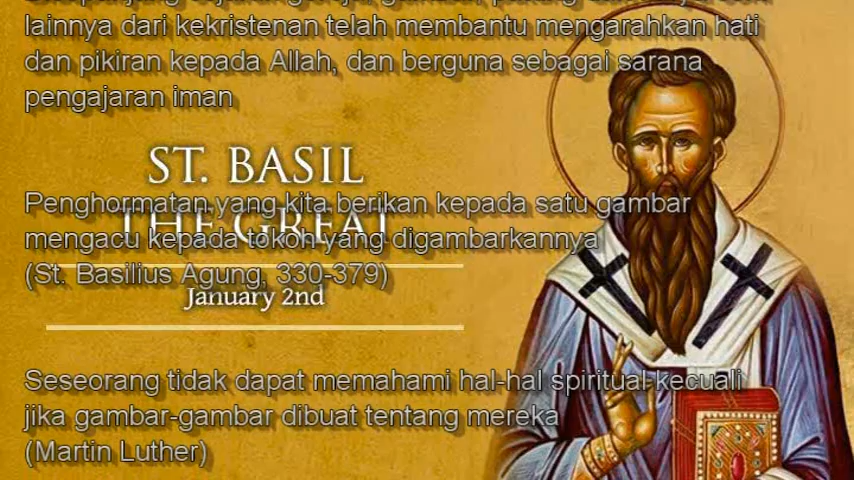 lainnya dari kekristenan telah membantu mengarahkan hati
dan pikiran kepada Allah, dan berguna sebagai sarana
pengajaran iman
ST. BASIL
THE GREAT
January 2nd
Penghormatan yang kita berikan kepada satu gambar
mengacu kepada tokoh yang digambarkannya
(St. Basilius Agung, 330-379)
Seseorang tidak dapat memahami hal-hal spiritual kecuali
jika gambar-gambar dibuat tentang mereka
(Martin Luther)